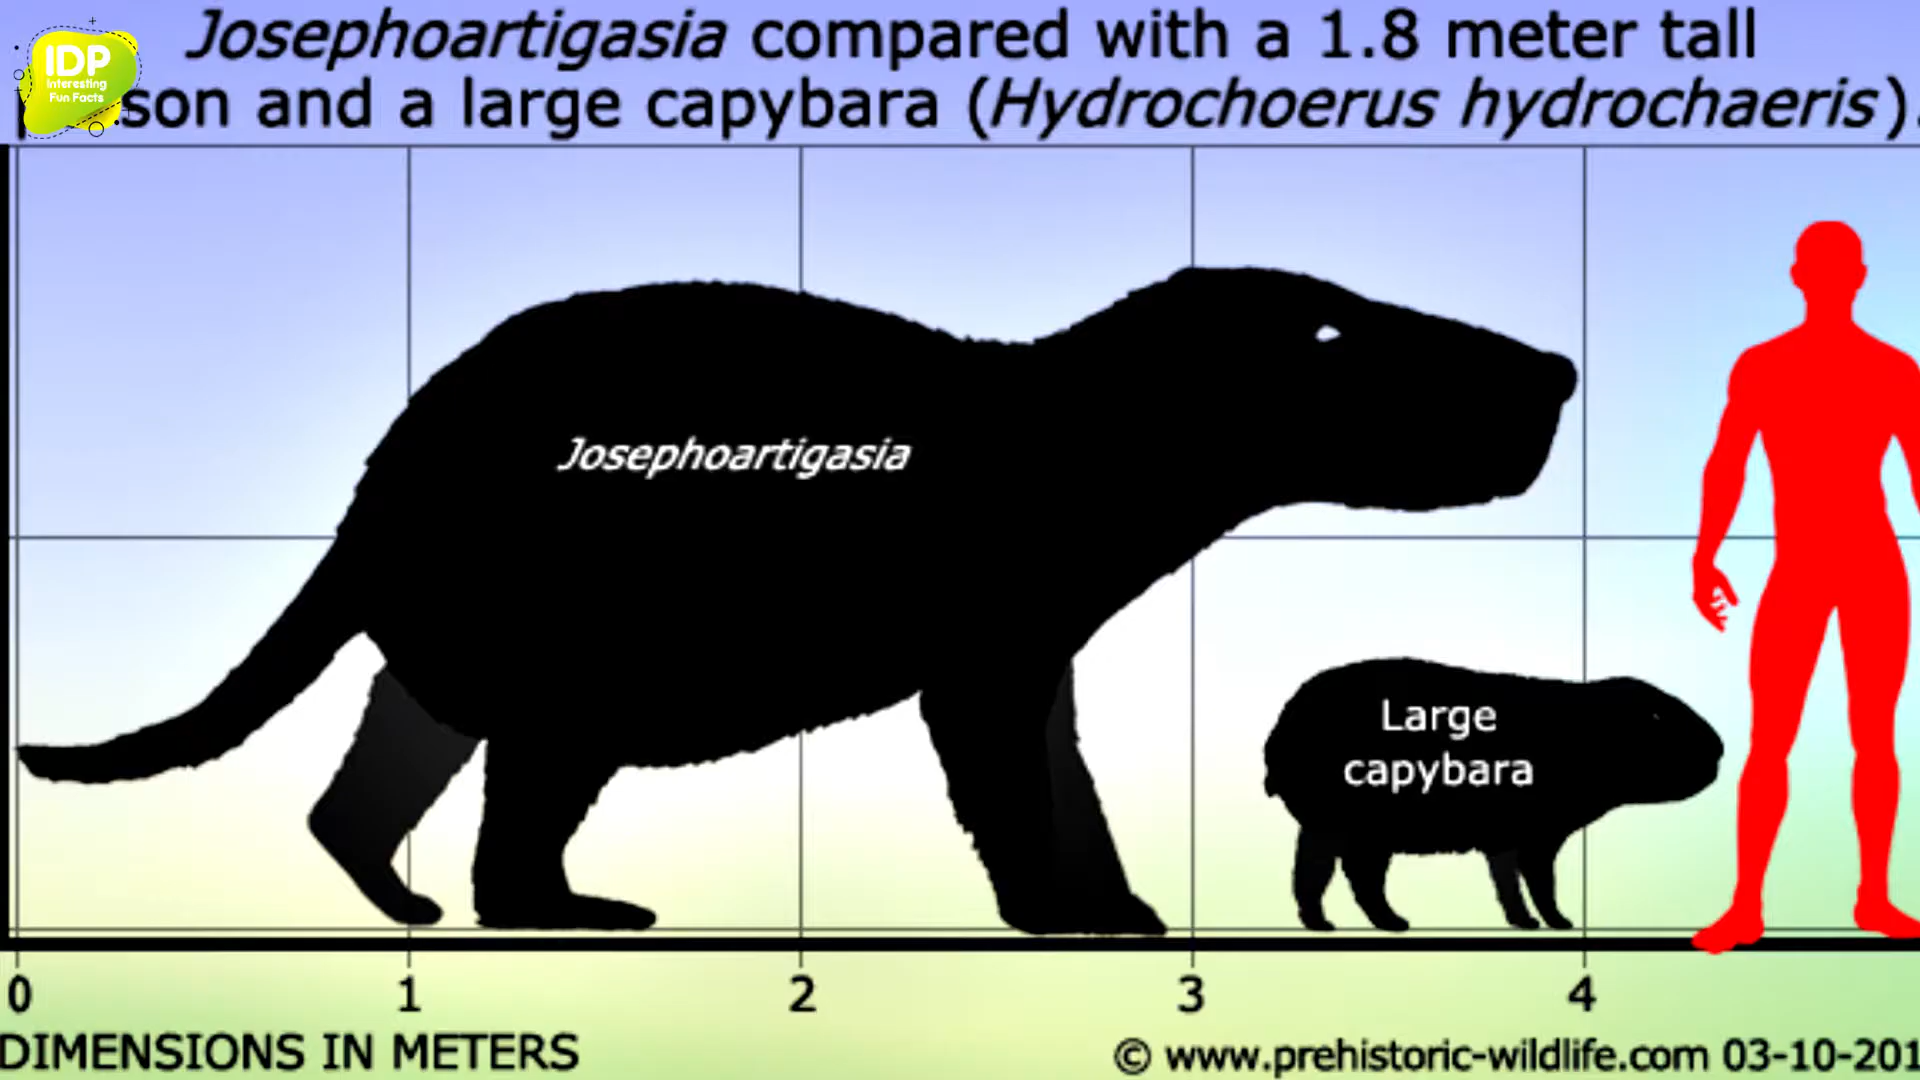 Josephoartigasia compared with a 1.8 meter tall
son and a large capybara (Hydrochoerus hydrochaeris).
IDP
Interesting
Fun Facts
Josephoartigasia
Large
capybara
0 1 2 3 4
DIMENSIONS IN METERS
© www.prehistoric-wildlife.com 03-10-201